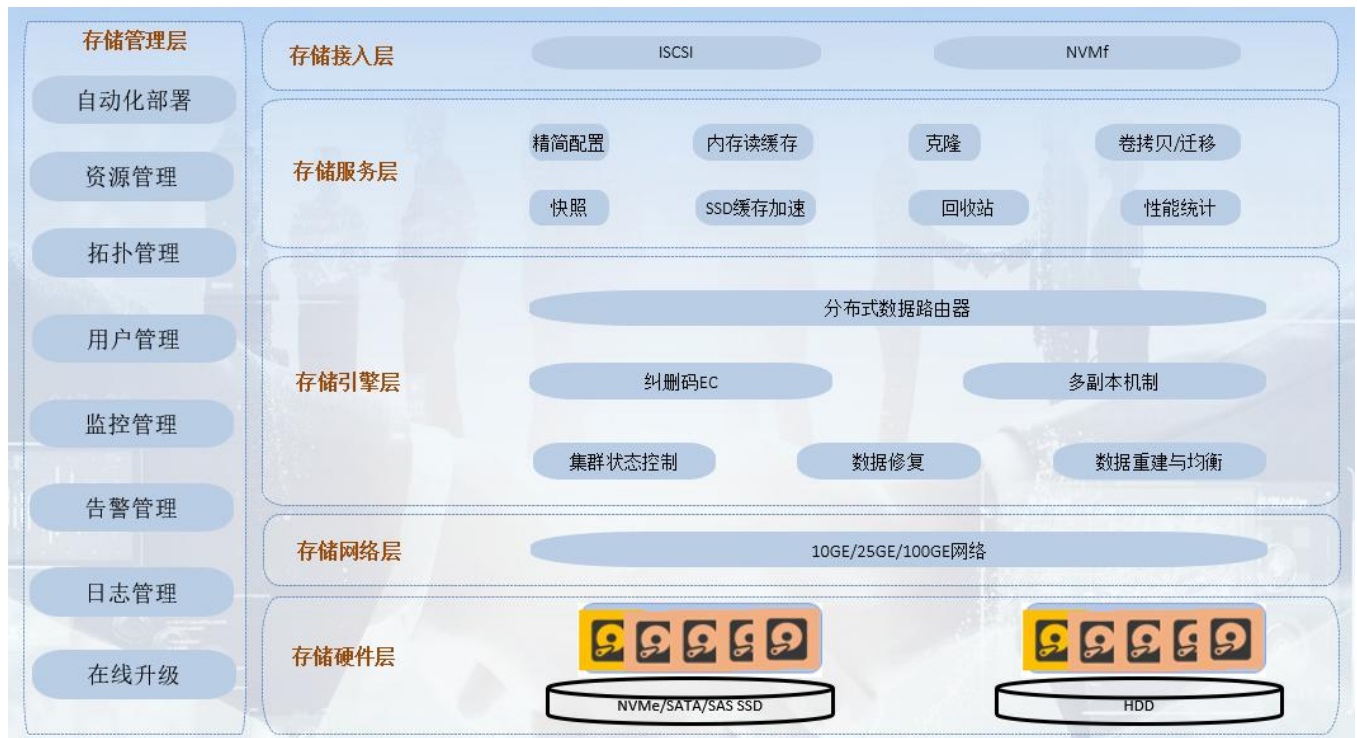 存储管理层
自动化部署
资源管理
拓扑管理
用户管理
监控管理
告警管理
日志管理
在线升级
存储接入层
ISCSI
NVMf
存储服务层
精简配置
内存读缓存
克隆
卷拷贝/迁移
快照
SSD缓存加速
回收站
性能统计
存储引擎层
分布式数据路由器
纠删码EC
多副本机制
集群状态控制
数据修复
数据重建与均衡
存储网络层
10GE/25GE/100GE网络
存储硬件层
NVMe/SATA/SAS SSD
HDD